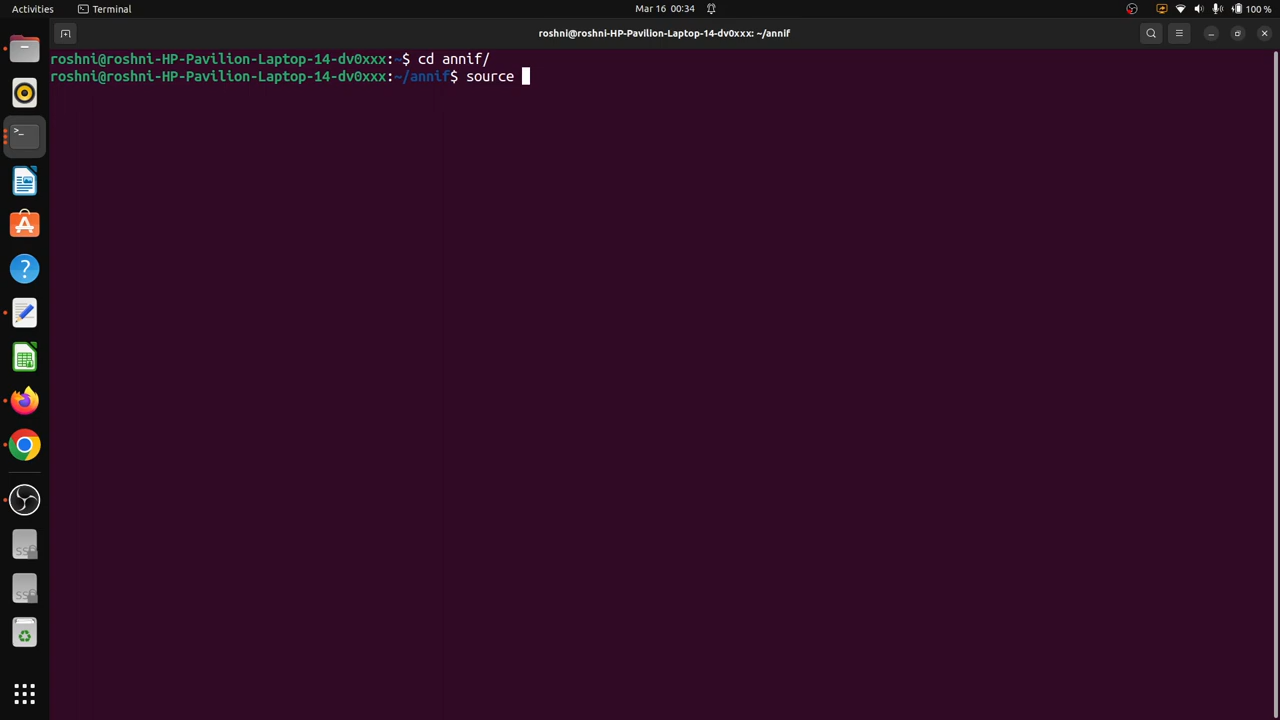 Activities Terminal Mar 16 00:34 100 %
roshni@roshni-HP-Pavilion-Laptop-14-dv0xxx: ~/annif
roshni@roshni-HP-Pavilion-Laptop-14-dv0xxx:~$ cd annif/
roshni@roshni-HP-Pavilion-Laptop-14-dv0xxx:~/annif$ source